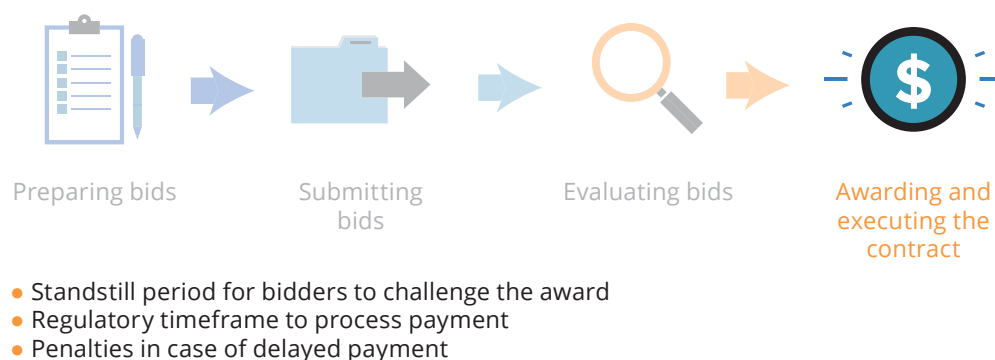 $
Preparing bids
Submitting
bids
Evaluating bids
Awarding and
executing the
contract
• Standstill period for bidders to challenge the award
• Regulatory timeframe to process payment
• Penalties in case of delayed payment